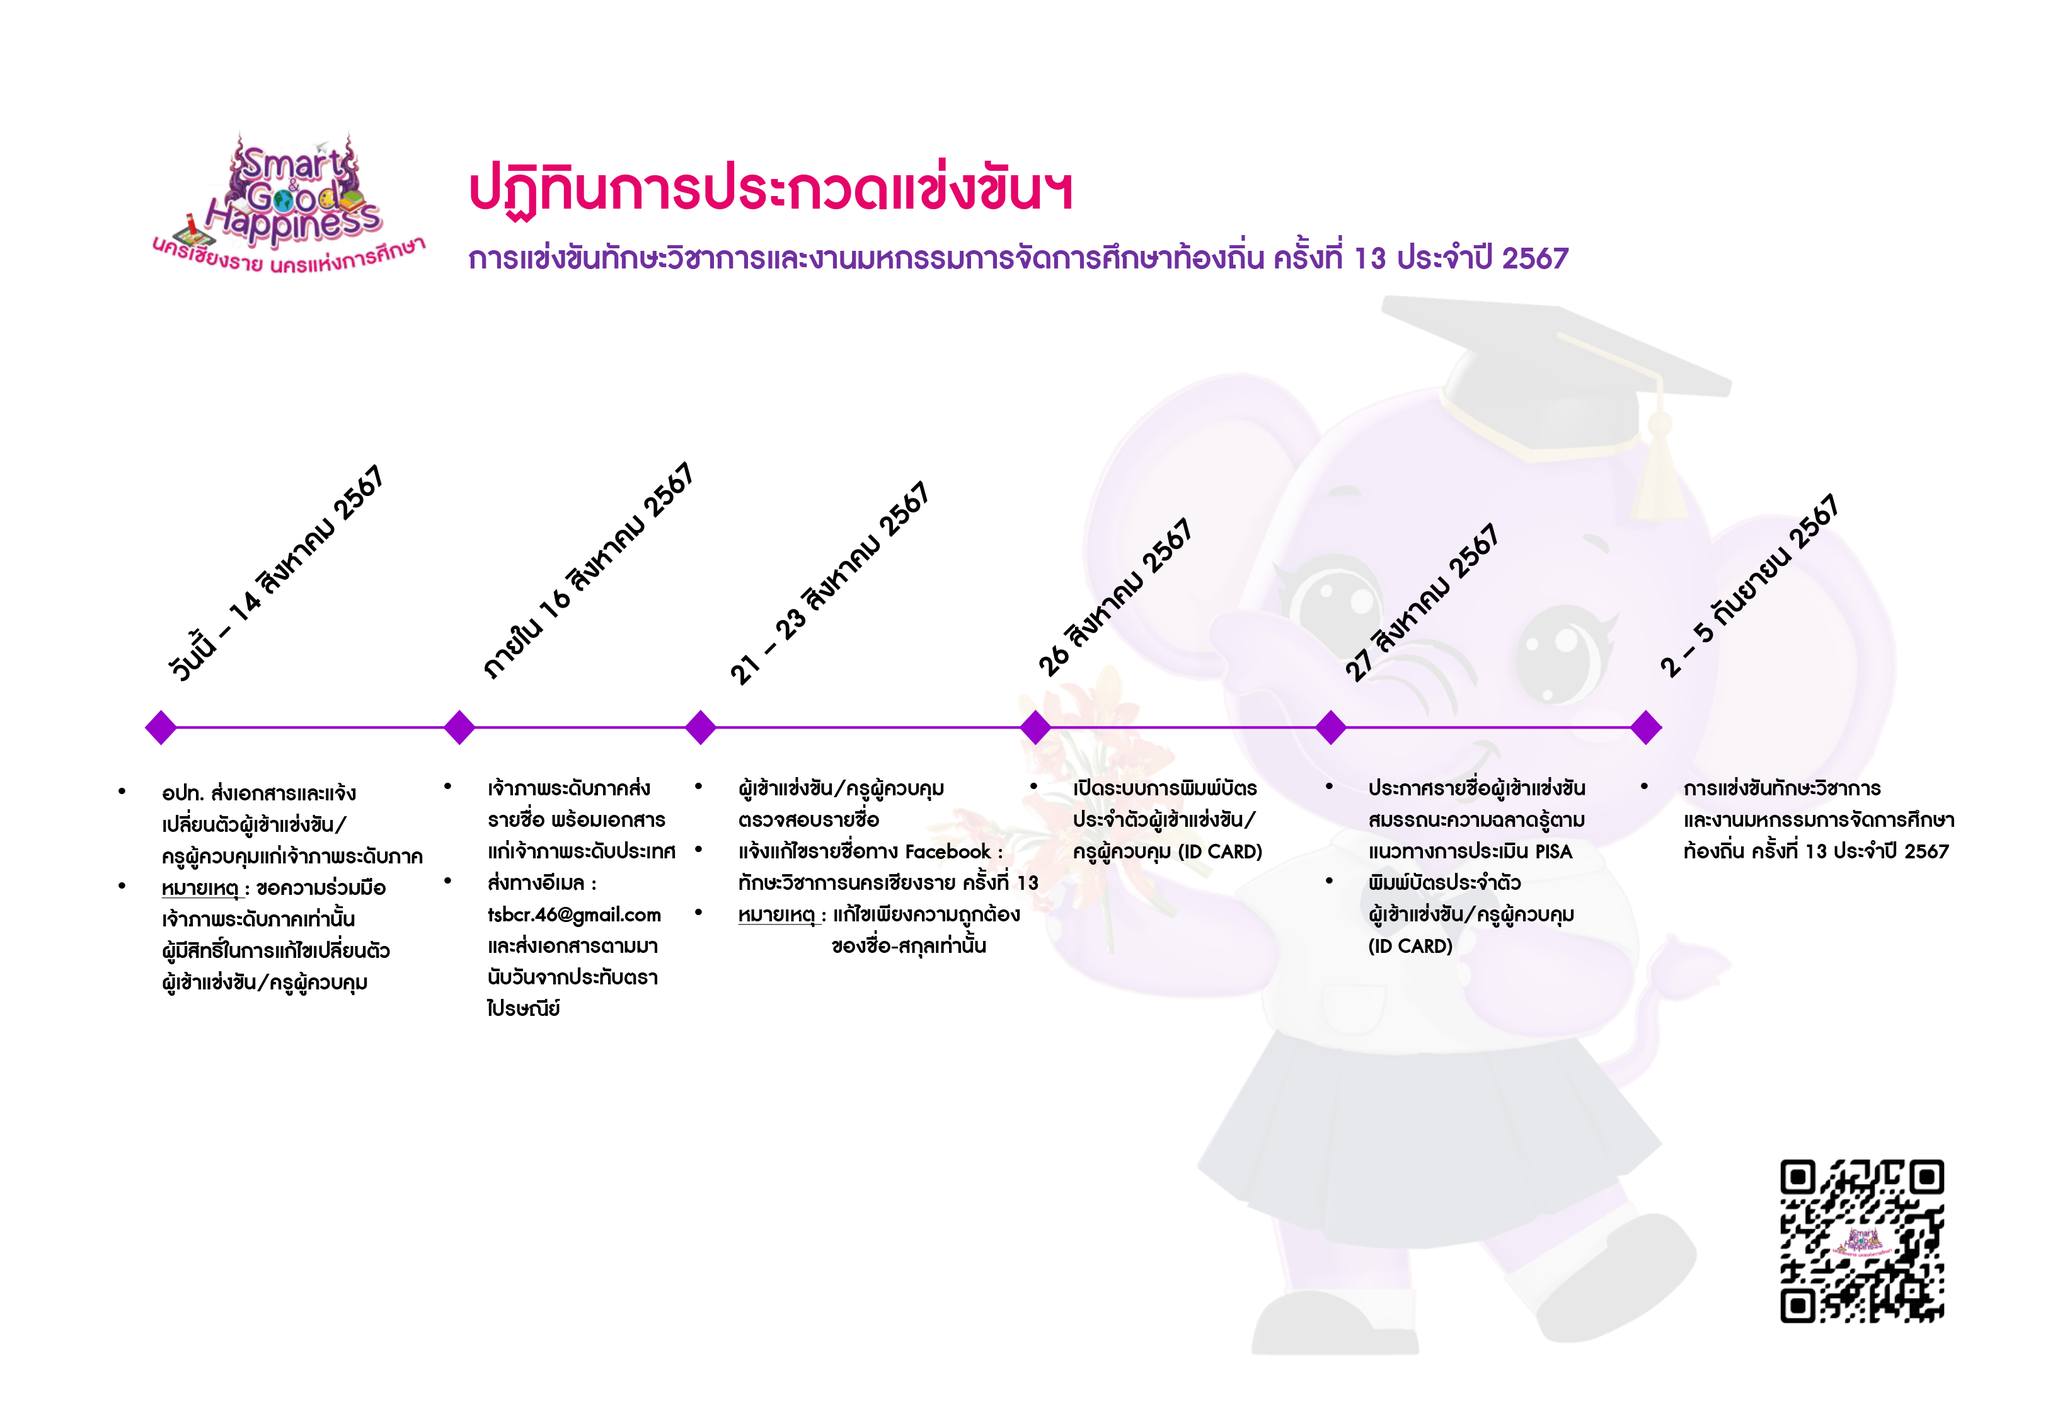 Smart
&
Good
Happiness
นครเชียงราย นครแห่งการศึกษา
ปฏิทินการประกวดแข่งขันฯ
การแข่งขันทักษะวิชาการและงานมหกรรมการจัดการศึกษาท้องถิ่น ครั้งที่ 13 ประจำปี 2567
วันนี้ – 14 สิงหาคม 2567
• อปท. ส่งเอกสารและแจ้ง
เปลี่ยนตัวผู้เข้าแข่งขัน/
ครูผู้ควบคุมแก่เจ้าภาพระดับภาค
• หมายเหตุ : ขอความร่วมมือ
เจ้าภาพระดับภาคเท่านั้น
ผู้มีสิทธิ์ในการแก้ไขเปลี่ยนตัว
ผู้เข้าแข่งขัน/ครูผู้ควบคุม
ภายใน 16 สิงหาคม 2567
• เจ้าภาพระดับภาคส่ง
รายชื่อ พร้อมเอกสาร
แก่เจ้าภาพระดับประเทศ
• ส่งทางอีเมล :
tsbcr.46@gmail.com
และส่งเอกสารตามมา
นับวันจากประทับตรา
ไปรษณีย์
21 – 23 สิงหาคม 2567
• ผู้เข้าแข่งขัน/ครูผู้ควบคุม
ตรวจสอบรายชื่อ
• แจ้งแก้ไขรายชื่อทาง Facebook :
ทักษะวิชาการนครเชียงราย ครั้งที่ 13
• หมายเหตุ : แก้ไขเพียงความถูกต้อง
ของชื่อ-สกุลเท่านั้น
26 สิงหาคม 2567
• เปิดระบบการพิมพ์บัตร
ประจำตัวผู้เข้าแข่งขัน/
ครูผู้ควบคุม (ID CARD)
27 สิงหาคม 2567
• ประกาศรายชื่อผู้เข้าแข่งขัน
สมรรถนะความฉลาดรู้ตาม
แนวทางการประเมิน PISA
• พิมพ์บัตรประจำตัว
ผู้เข้าแข่งขัน/ครูผู้ควบคุม
(ID CARD)
2 – 5 กันยายน 2567
• การแข่งขันทักษะวิชาการ
และงานมหกรรมการจัดการศึกษา
ท้องถิ่น ครั้งที่ 13 ประจำปี 2567
Smart
Good
Happiness
นครเชียงราย นครแห่งการศึกษา